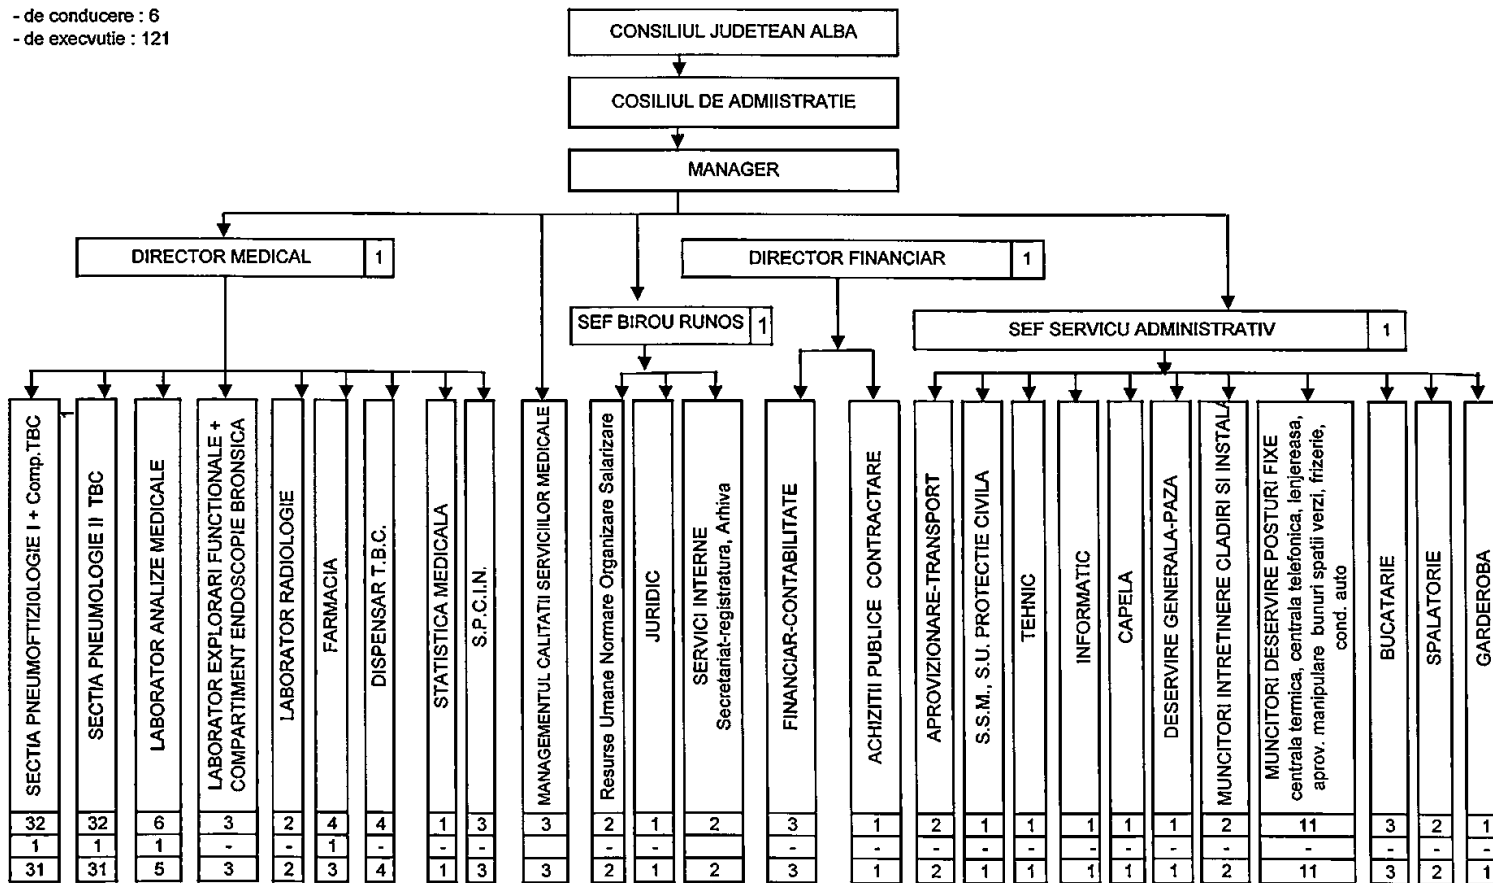 - de conducere : 6
- de execvutie : 121
CONSILIUL JUDETEAN ALBA
COSILIUL DE ADMIISTRATIE
MANAGER
DIRECTOR MEDICAL 1
DIRECTOR FINANCIAR 1
SEF BIROU RUNOS 1
SEF SERVICU ADMINISTRATIV 1
SECTIA PNEUMOFTIZIOLOGIE I + Comp.TBC
1
SECTIA PNEUMOLOGIE II TBC
LABORATOR ANALIZE MEDICALE
LABORATOR EXPLORARI FUNCTIONALE +
COMPARTIMENT ENDOSCOPIE BRONSICA
LABORATOR RADIOLOGIE
FARMACIA
DISPENSAR T.B.C.
STATISTICA MEDICALA
S.P.C.I.N.
MANAGEMENTUL CALITATII SERVICIILOR MEDICALE
Resurse Umane Normare Organizare Salarizare
JURIDIC
SERVICI INTERNE
Secretariat-registratura, Arhiva
FINANCIAR-CONTABILITATE
ACHIZITII PUBLICE CONTRACTARE
APROVIZIONARE-TRANSPORT
S.S.M., S.U. PROTECTIE CIVILA
TEHNIC
INFORMATIC
CAPELA
DESERVIRE GENERALA-PAZA
MUNCITORI INTRETINERE CLADIRI SI INSTALA
MUNCITORI DESERVIRE POSTURI FIXE
centrala termica, centrala telefonica, lenjereasa,
aprov. manipulare bunuri spatii verzi, frizerie,
cond. auto
BUCATARIE
SPALATORIE
GARDEROBA
32 32 6 3 2 4 4 1 3 3 2 1 2 3 1 2 1 1 1 1 1 2 11 3 2 1
1 1 1 - - 1 - - - - - - - - - - - - - - - - - - - -
31 31 5 3 2 3 4 1 3 3 2 1 2 3 1 2 1 1 1 1 1 2 11 3 2 1